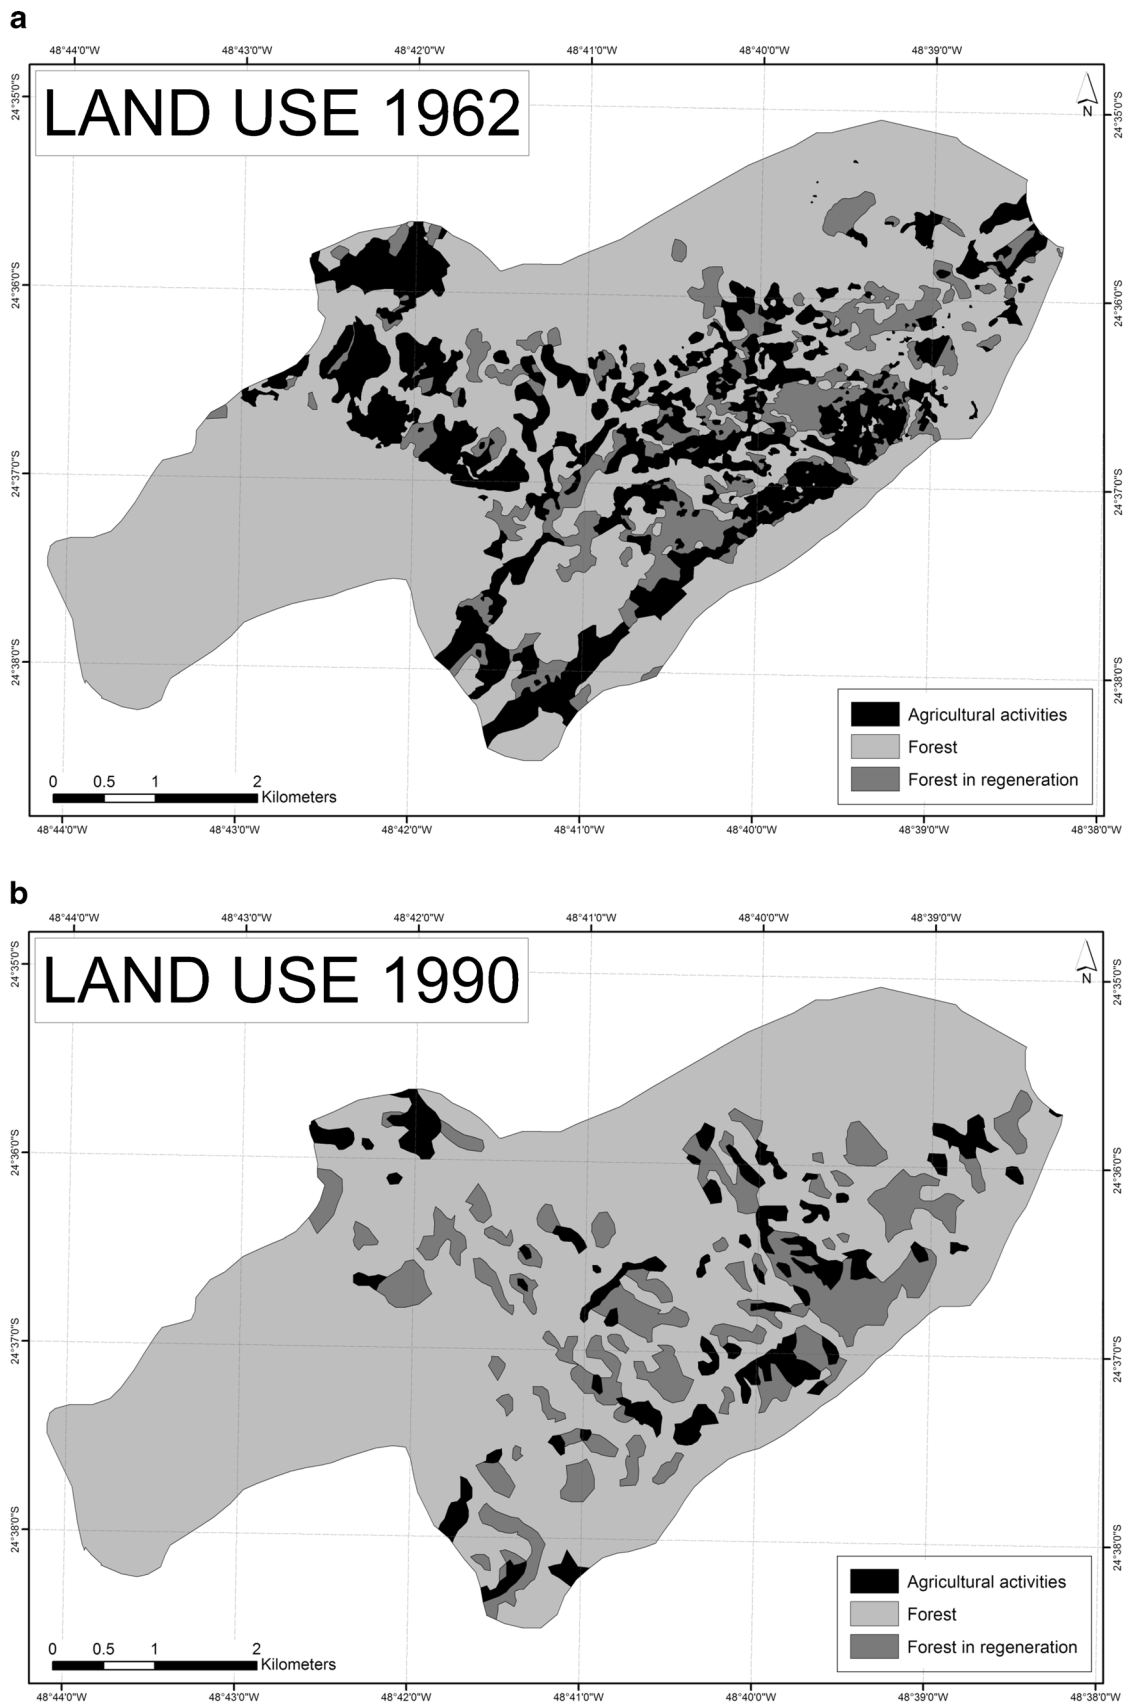 a
48°44'0"W 48°43'0"W 48°42'0"W 48°41'0"W 48°40'0"W 48°39'0"W
LAND USE 1962
N
24°35'0"S
24°35'0"S
24°36'0"S
24°36'0"S
24°37'0"S
24°37'0"S
24°38'0"S
24°38'0"S
Agricultural activities
Forest
Forest in regeneration
0 0.5 1 2
Kilometers
48°44'0"W 48°43'0"W 48°42'0"W 48°41'0"W 48°40'0"W 48°39'0"W 48°38'0"W
b
48°44'0"W 48°43'0"W 48°42'0"W 48°41'0"W 48°40'0"W 48°39'0"W
LAND USE 1990
N
24°35'0"S
24°35'0"S
24°36'0"S
24°36'0"S
24°37'0"S
24°37'0"S
24°38'0"S
24°38'0"S
Agricultural activities
Forest
Forest in regeneration
0 0.5 1 2
Kilometers
48°44'0"W 48°43'0"W 48°42'0"W 48°41'0"W 48°40'0"W 48°39'0"W 48°38'0"W